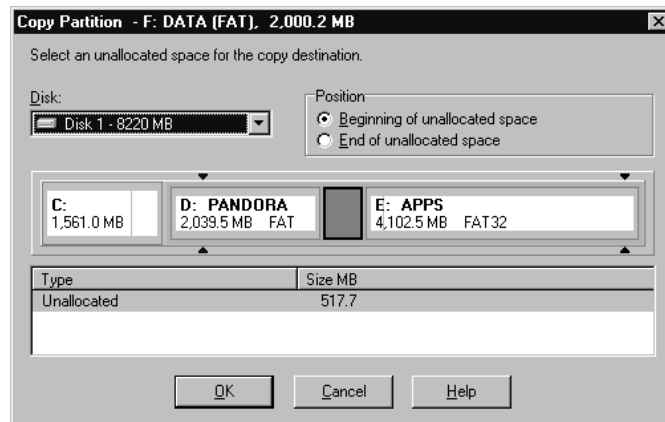 Copy Partition - F: DATA (FAT), 2,000.2 MB
Select an unallocated space for the copy destination.
Disk:
Disk 1 - 8220 MB
Position
Beginning of unallocated space
End of unallocated space
C:
1,561.0 MB
D: PANDORA
2,039.5 MB FAT
E: APPS
4,102.5 MB FAT32
Type Size MB
Unallocated 517.7
OK Cancel Help